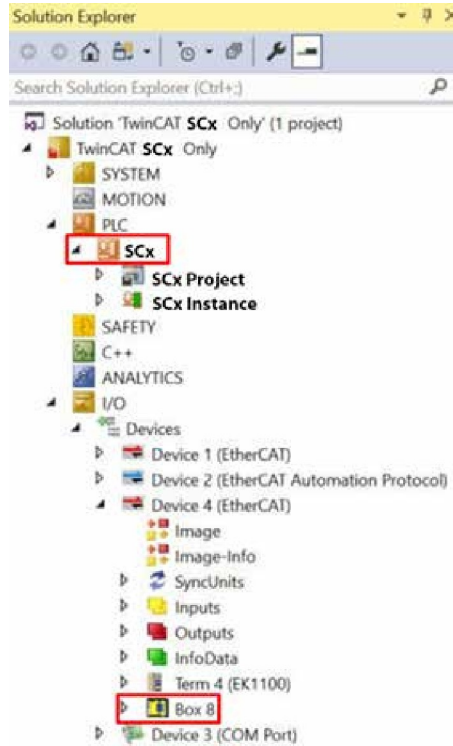 Solution Explorer
Search Solution Explorer (Ctrl+;)
Solution 'TwinCAT SCx Only' (1 project)
TwinCAT SCx Only
SYSTEM
MOTION
PLC
SCx
SCx Project
SCx Instance
SAFETY
C++
ANALYTICS
I/O
Devices
Device 1 (EtherCAT)
Device 2 (EtherCAT Automation Protocol)
Device 4 (EtherCAT)
Image
Image-Info
SyncUnits
Inputs
Outputs
InfoData
Term 4 (EK1100)
Box 8
Device 3 (COM Port)